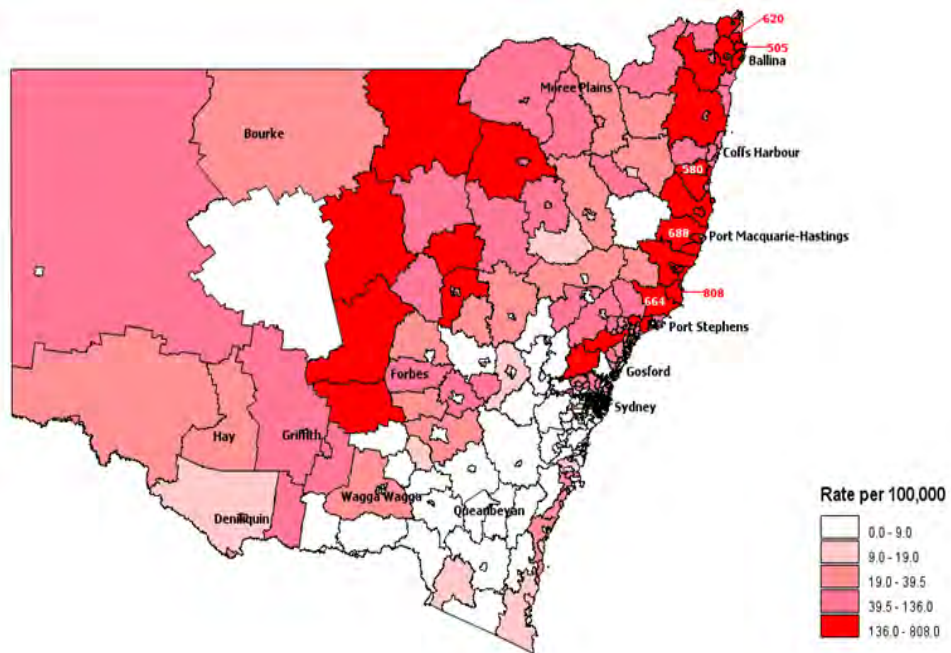 620
505
Ballina
Moree Plains
Bourke
Coffs Harbour
580
688
Port Macquarie-Hastings
808
664
Port Stephens
Forbes
Gosford
Sydney
Hay
Griffith
Wagga Wagga
Queanbeyan
Deniliquin
Rate per 100,000
0.0 - 9.0
9.0 - 19.0
19.0 - 39.5
39.5 - 136.0
136.0 - 808.0